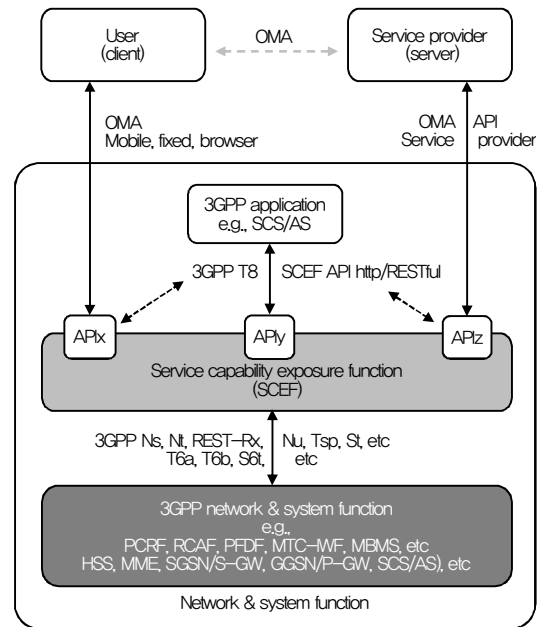 User
(client)
OMA
Service provider
(server)
OMA
Mobile, fixed, browser
OMA API
Service provider
3GPP application
e.g., SCS/AS
3GPP T8
SCEF API http/RESTful
APIx
APIy
APIz
Service capability exposure function
(SCEF)
3GPP Ns, Nt, REST-Rx, Nu, Tsp, St, etc
T6a, T6b, S6t, etc
3GPP network & system function
e.g.,
PCRF, RCAF, PFDF, MTC-IWF, MBMS, etc
HSS, MME, SGSN/S-GW, GGSN/P-GW, SCS/AS), etc
Network & system function